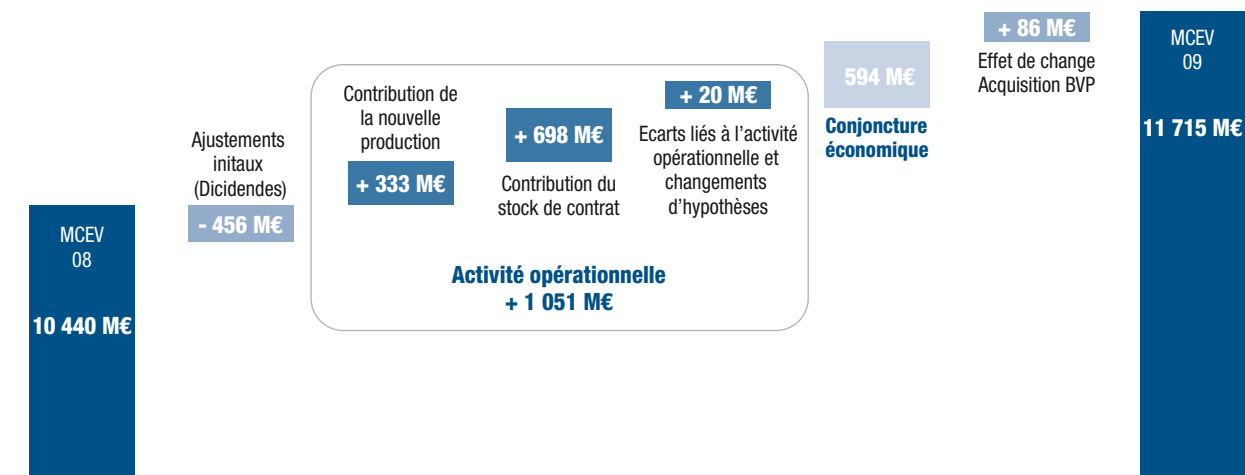 MCEV
08
10 440 M€
Ajustements
initaux
(Dicidendes)
- 456 M€
Contribution de
la nouvelle
production
+ 333 M€
+ 698 M€
Contribution du
stock de contrat
+ 20 M€
Ecarts liés à l’activité
opérationnelle et
changements
d’hypothèses
Activité opérationnelle
+ 1 051 M€
594 M€
Conjoncture
économique
+ 86 M€
Effet de change
Acquisition BVP
MCEV
09
11 715 M€